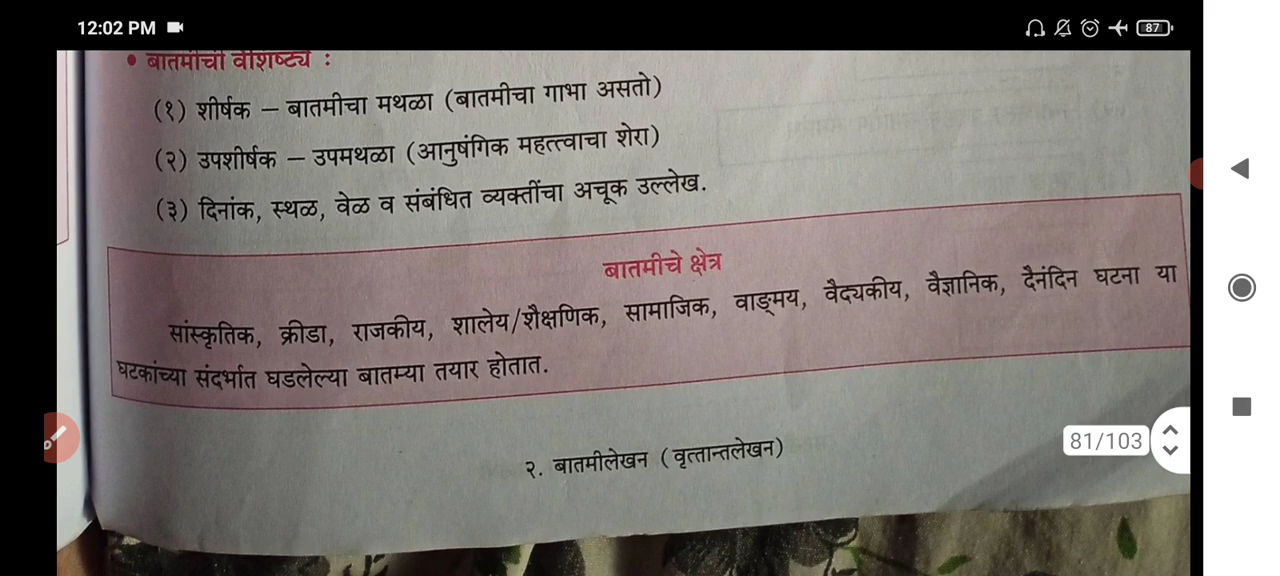 12:02 PM
87
• बातमीची वैशिष्ट्ये :
(१) शीर्षक – बातमीचा मथळा (बातमीचा गाभा असतो)
(२) उपशीर्षक – उपमथळा (आनुषंगिक महत्त्वाचा शेरा)
(३) दिनांक, स्थळ, वेळ व संबंधित व्यक्तींचा अचूक उल्लेख.
बातमीचे क्षेत्र
सांस्कृतिक, क्रीडा, राजकीय, शालेय/शैक्षणिक, सामाजिक, वाङ्मय, वैद्यकीय, वैज्ञानिक, दैनंदिन घटना या
घटकांच्या संदर्भात घडलेल्या बातम्या तयार होतात.
81/103
२. बातमीलेखन (वृत्तान्तलेखन)